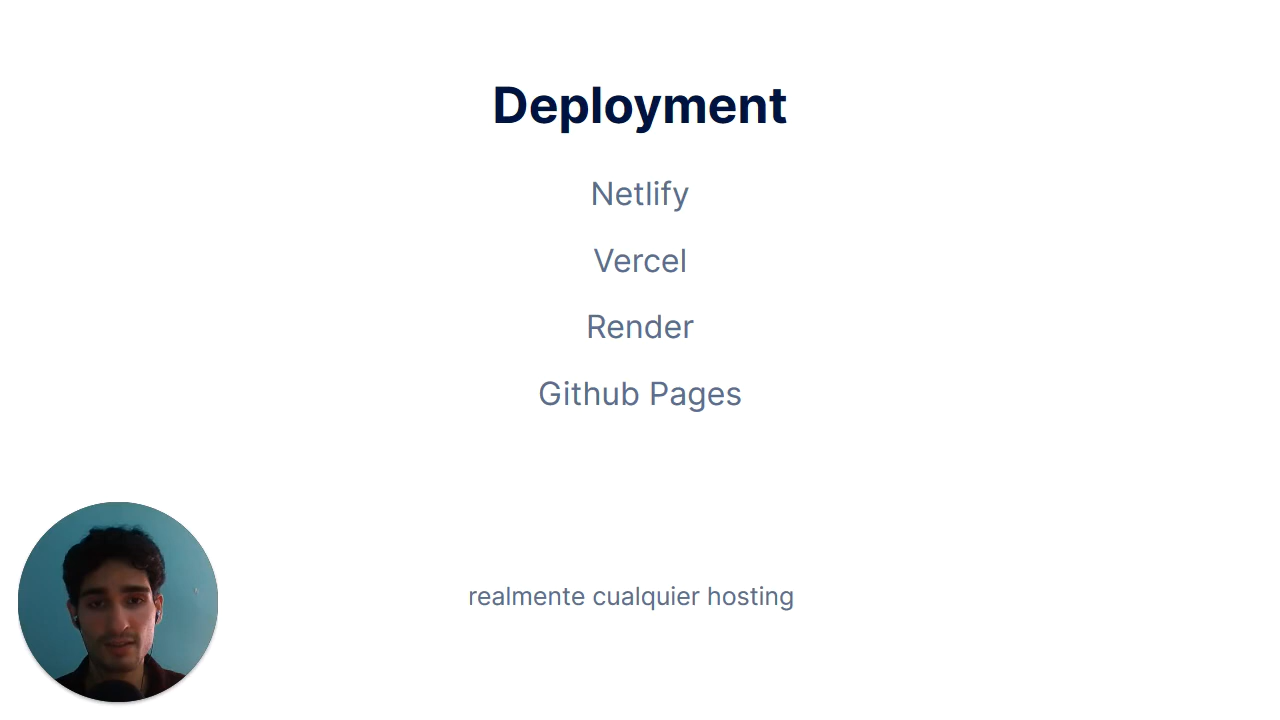 Deployment
Netlify
Vercel
Render
Github Pages
realmente cualquier hosting